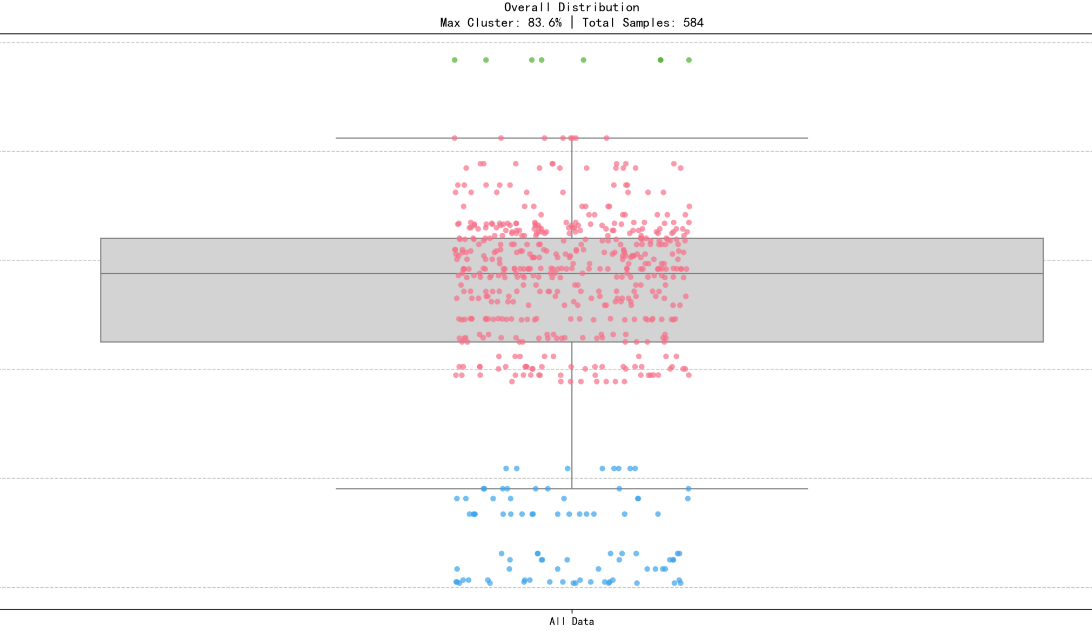 Overall Distribution
Max Cluster: 83.6% | Total Samples: 584
All Data